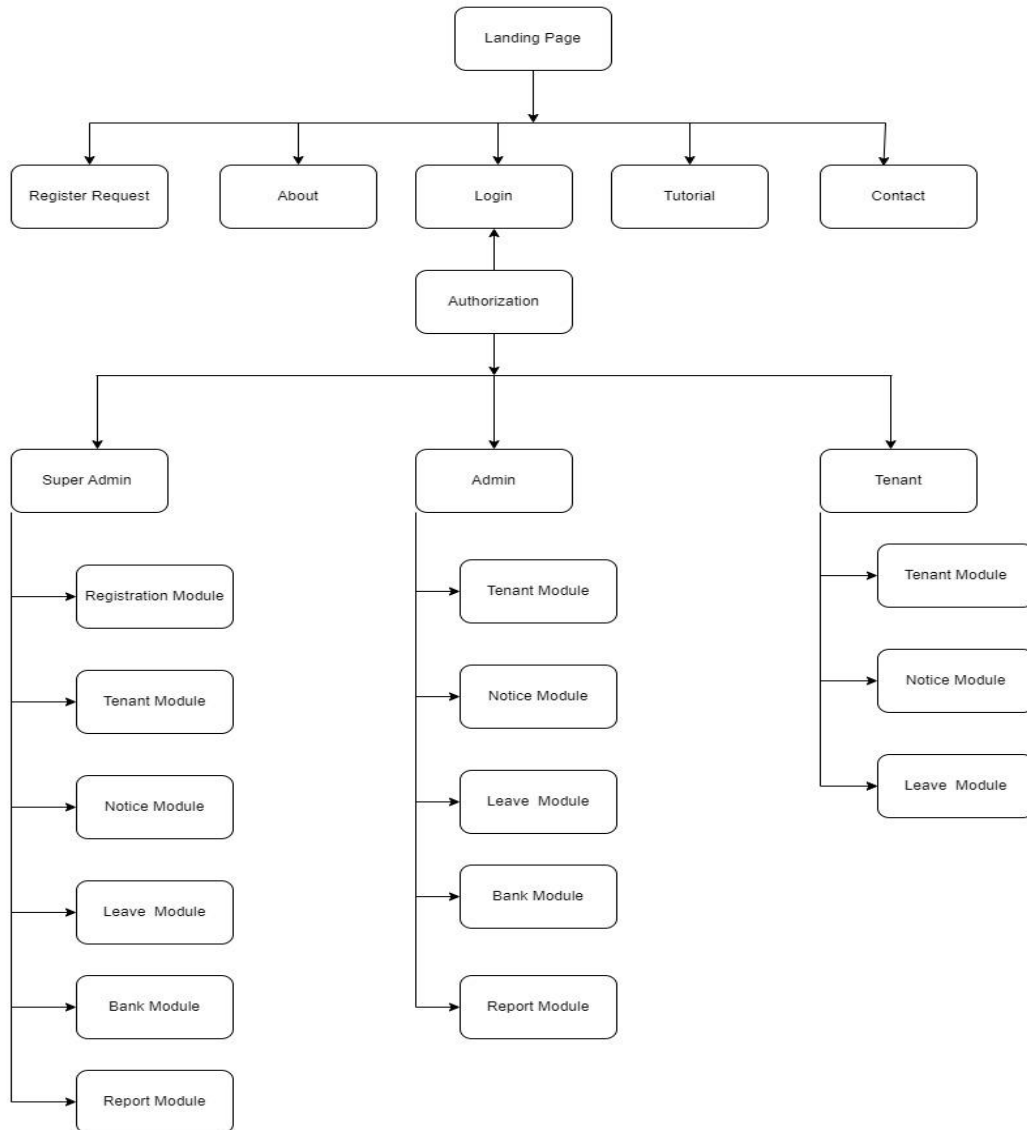 Landing Page
Register Request
About
Login
Tutorial
Contact
Authorization
Super Admin
Registration Module
Tenant Module
Notice Module
Leave  Module
Bank Module
Report Module
Admin
Tenant Module
Notice Module
Leave  Module
Bank Module
Report Module
Tenant
Tenant Module
Notice Module
Leave  Module